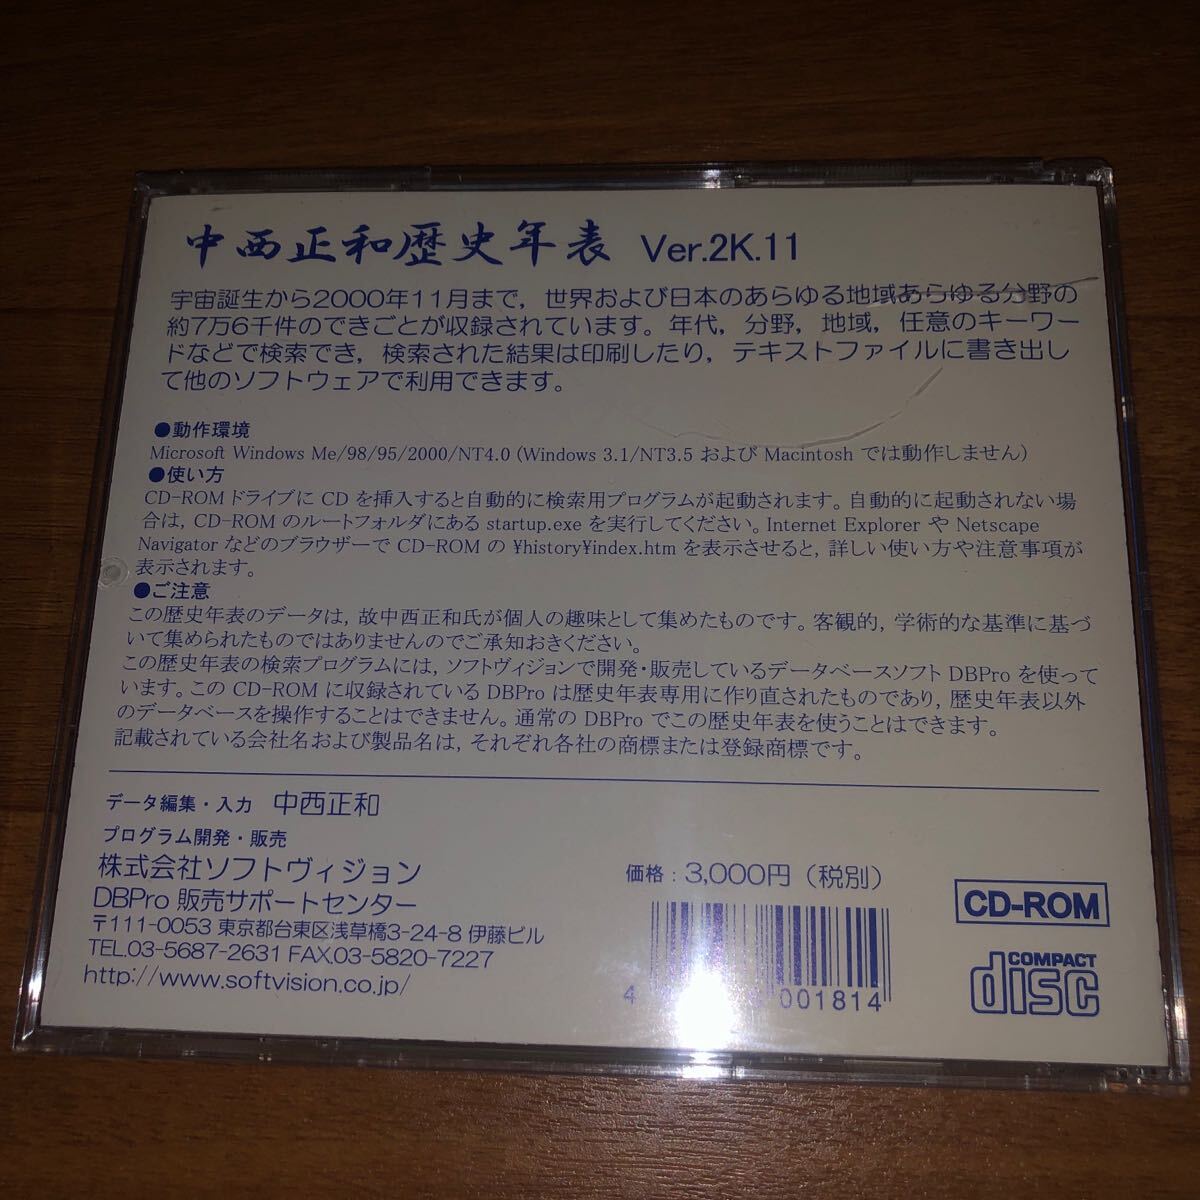 中西正和歴史年表 Ver.2K.11
宇宙誕生から2000年11月まで，世界および日本のあらゆる地域あらゆる分野の
約7万6千件のできごとが収録されています。年代，分野，地域，任意のキーワー
ドなどで検索でき，検索された結果は印刷したり，テキストファイルに書き出し
て他のソフトウェアで利用できます。
●動作環境
Microsoft Windows Me/98/95/2000/NT4.0 (Windows 3.1/NT3.5 および Macintosh では動作しません)
●使い方
CD-ROM ドライブに CD を挿入すると自動的に検索用プログラムが起動されます。自動的に起動されない場
合は，CD-ROM のルートフォルダにある startup.exe を実行してください。Internet Explorer や Netscape
Navigator などのブラウザーで CD-ROM の ¥history¥index.htm を表示させると，詳しい使い方や注意事項が
表示されます。
●ご注意
この歴史年表のデータは，故中西正和氏が個人の趣味として集めたものです。客観的，学術的な基準に基づ
いて集められたものではありませんのでご承知おきください。
この歴史年表の検索プログラムには，ソフトヴィジョンで開発・販売しているデータベースソフト DBPro を使って
います。この CD-ROM に収録されている DBPro は歴史年表専用に作り直されたものであり，歴史年表以外
のデータベースを操作することはできません。通常の DBPro でこの歴史年表を使うことはできます。
記載されている会社名および製品名は，それぞれ各社の商標または登録商標です。
データ編集・入力 中西正和
プログラム開発・販売
株式会社ソフトヴィジョン
DBPro 販売サポートセンター
〒111-0053 東京都台東区浅草橋3-24-8 伊藤ビル
TEL.03-5687-2631 FAX.03-5820-7227
http://www.softvision.co.jp/
価格：3,000円（税別）
4 001814
CD-ROM
COMPACT
disc